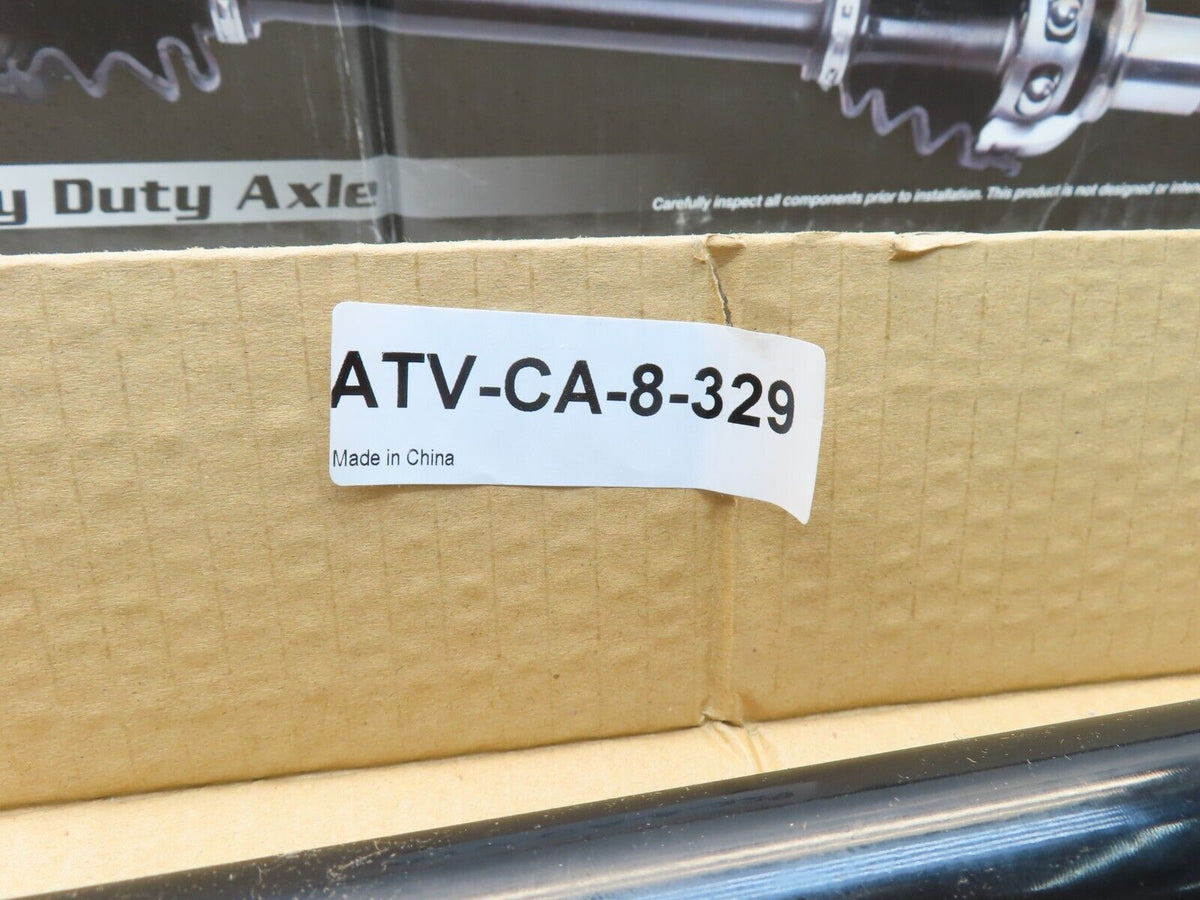 Duty Axle
Carefully inspect all components prior to installation. This product is not designed or
ATV-CA-8-329
Made in China